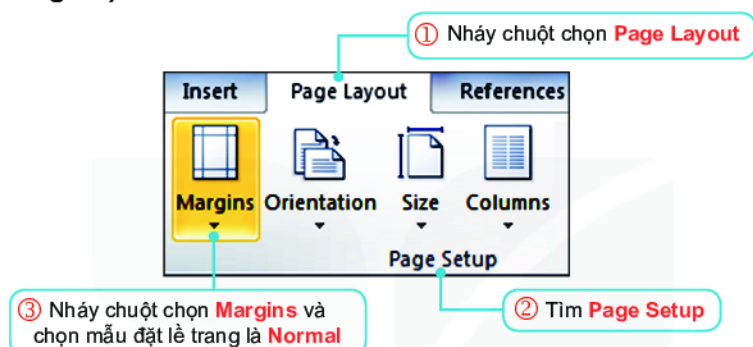 ① Nháy chuột chọn Page Layout
Insert Page Layout References
Margins Orientation Size Columns
Page Setup
③ Nháy chuột chọn Margins và
chọn mẫu đặt lề trang là Normal
② Tìm Page Setup